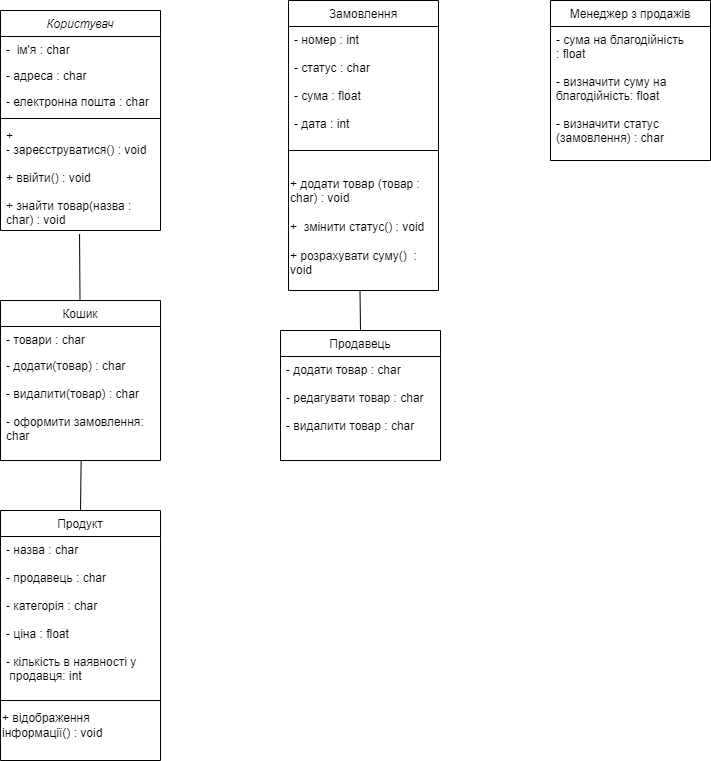 Користувач
- ім'я : char
- адреса : char
- електронна пошта : char
+
- зареєструватися() : void
+ ввійти() : void
+ знайти товар(назва :
char) : void
Кошик
- товари : char
- додати(товар) : char
- видалити(товар) : char
- оформити замовлення:
char
Продукт
- назва : char
- продавець : char
- категорія : char
- ціна : float
- кількість в наявності у
продавця: int
+ відображення
інформації() : void
Замовлення
- номер : int
- статус : char
- сума : float
- дата : int
+ додати товар (товар :
char) : void
+ змінити статус() : void
+ розрахувати суму() :
void
Продавець
- додати товар : char
- редагувати товар : char
- видалити товар : char
Менеджер з продажів
- сума на благодійність
: float
- визначити суму на
благодійність: float
- визначити статус
(замовлення) : char